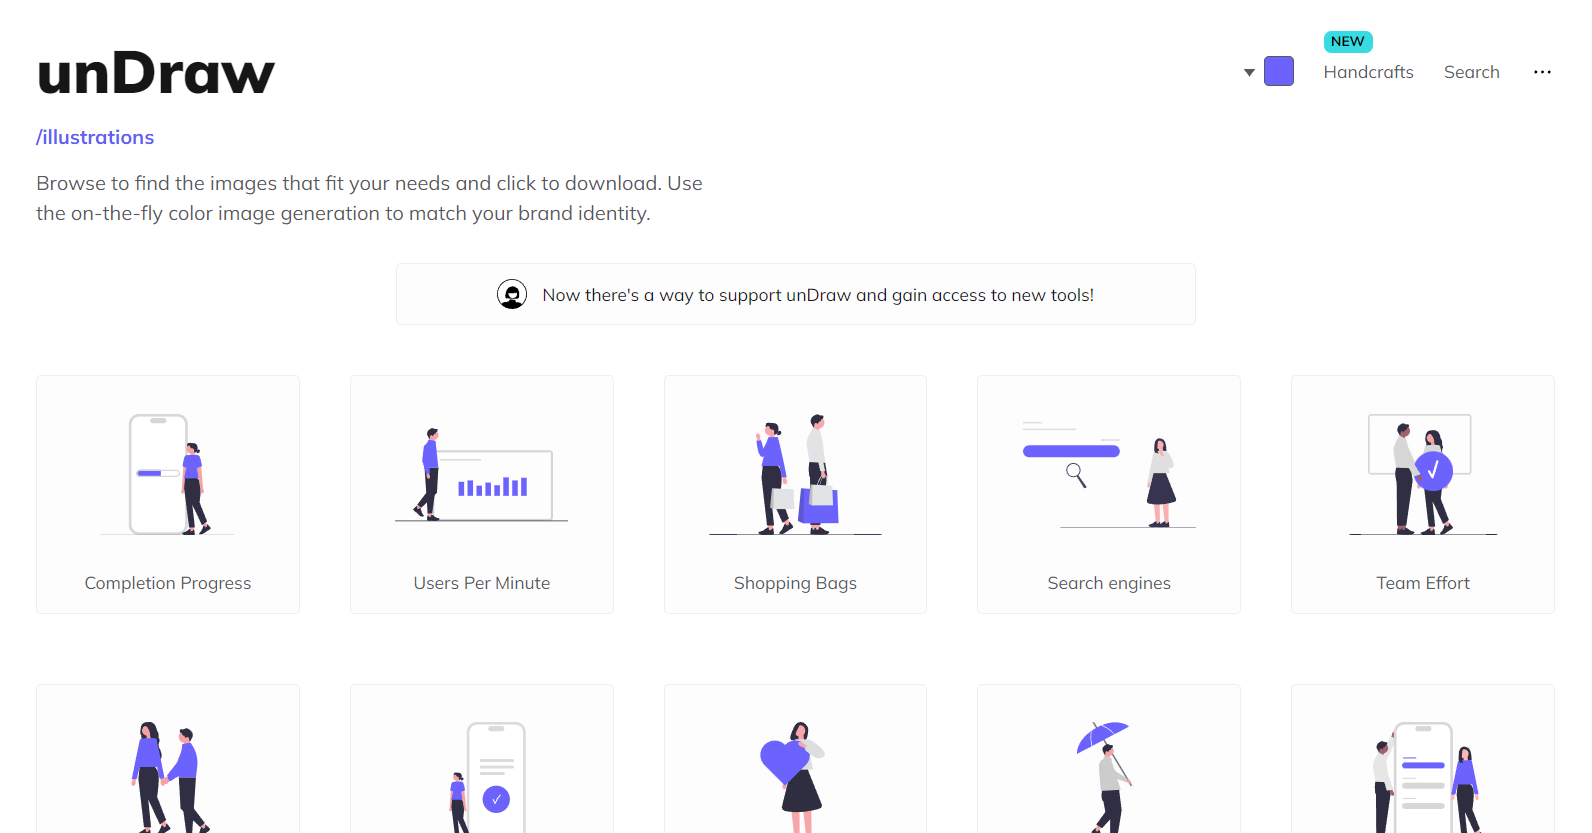 unDraw
NEW
Handcrafts
Search
/illustrations
Browse to find the images that fit your needs and click to download. Use
the on-the-fly color image generation to match your brand identity.
Now there's a way to support unDraw and gain access to new tools!
Completion Progress
Users Per Minute
Shopping Bags
Search engines
Team Effort